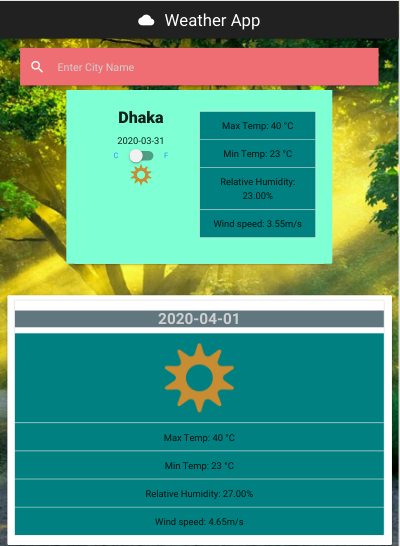 Weather App
Enter City Name
Dhaka
2020-03-31
C F
Max Temp: 40 °C
Min Temp: 23 °C
Relative Humidity:
23.00%
Wind speed: 3.55m/s
2020-04-01
Max Temp: 40 °C
Min Temp: 23 °C
Relative Humidity: 27.00%
Wind speed: 4.65m/s